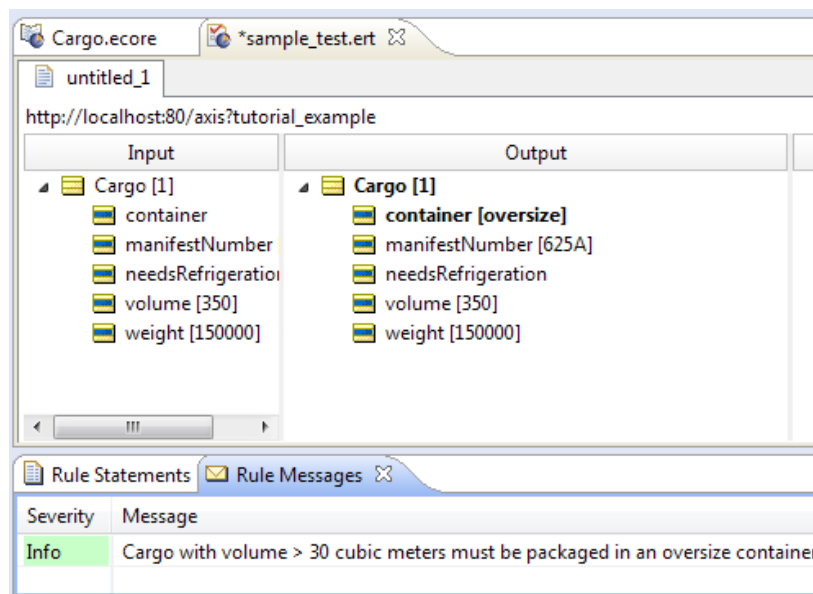 Cargo.ecore *sample_test.ert
untitled_1
http://localhost:80/axis?tutorial_example
Input Output
Cargo [1] Cargo [1]
container container [oversize]
manifestNumber manifestNumber [625A]
needsRefrigeration needsRefrigeration
volume [350] volume [350]
weight [150000] weight [150000]
Rule Statements Rule Messages
Severity Message
Info Cargo with volume > 30 cubic meters must be packaged in an oversize container